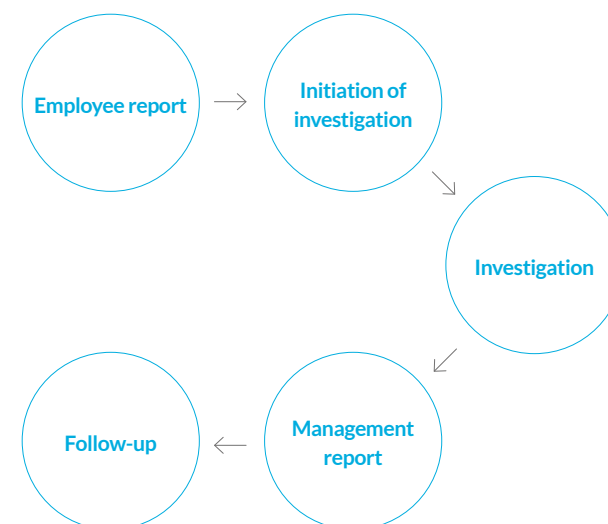 Employee report
Initiation of
investigation
Investigation
Management
report
Follow-up